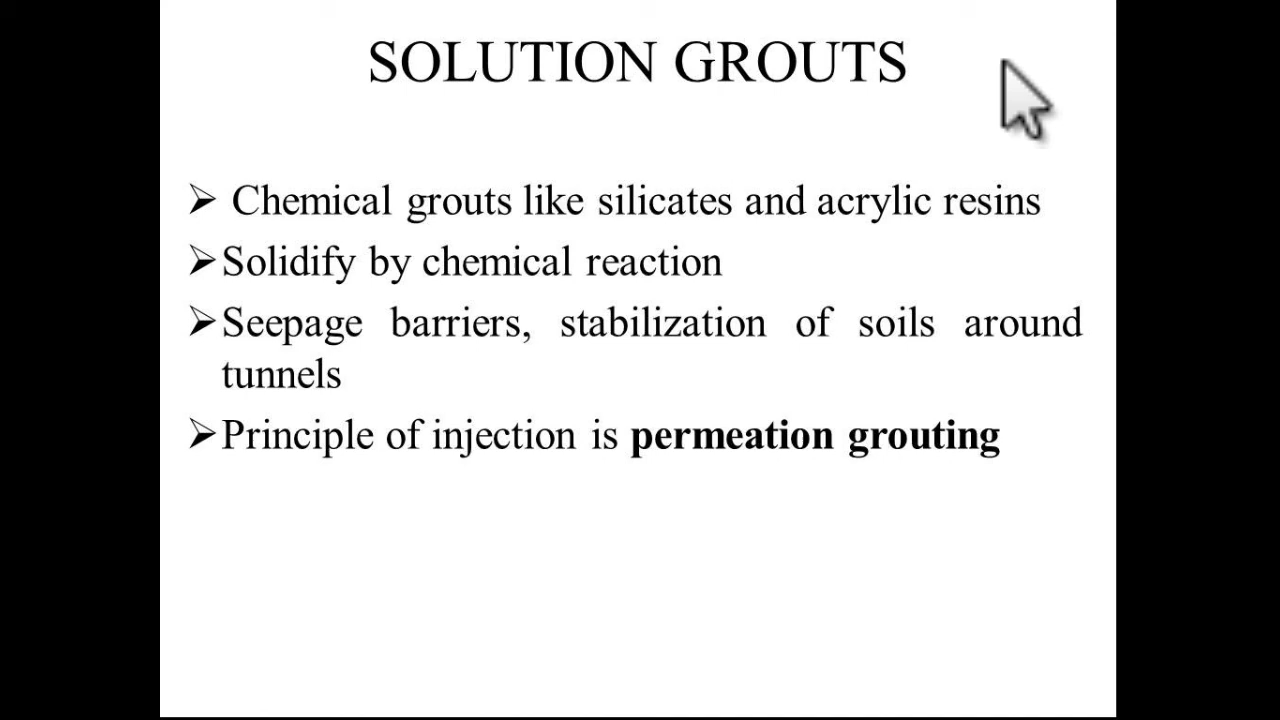 SOLUTION GROUTS
➢ Chemical grouts like silicates and acrylic resins
➢Solidify by chemical reaction
➢Seepage barriers, stabilization of soils around
tunnels
➢Principle of injection is permeation grouting